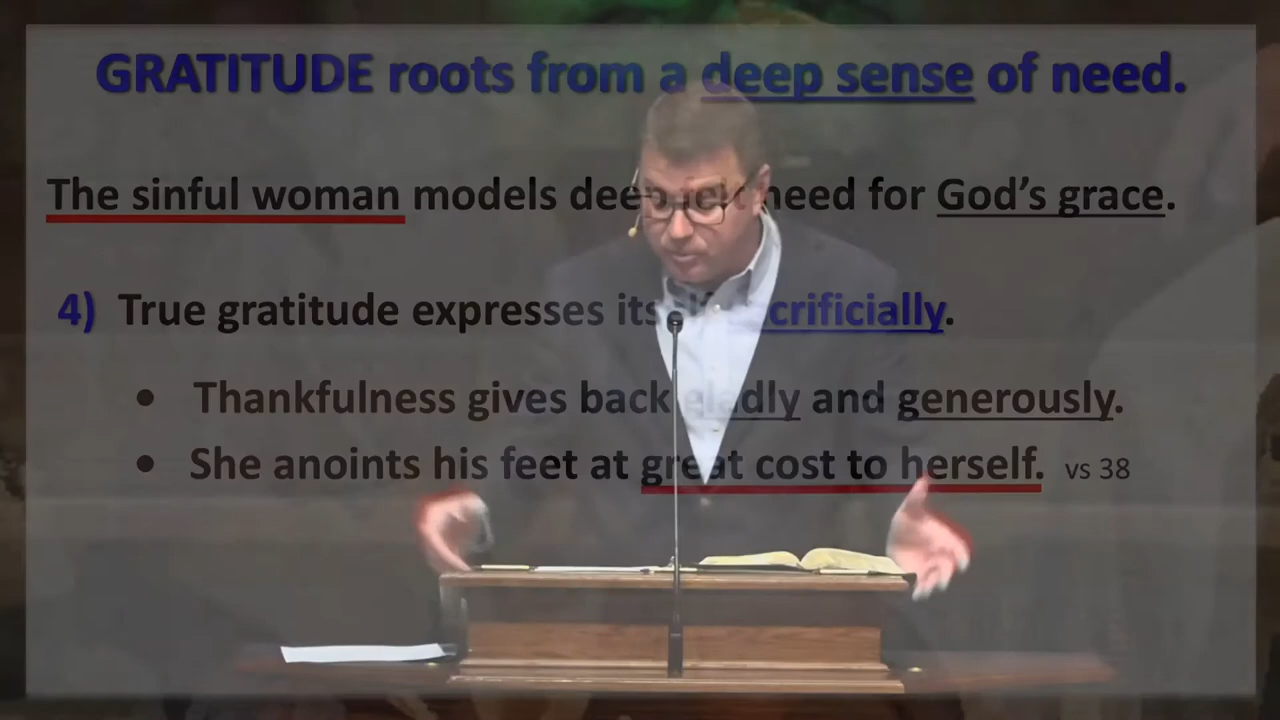 GRATITUDE roots from a deep sense of need.
The sinful woman models need for God's grace.
4) True gratitude expresses
• Thankfulness gives back and generously.
• She anoints his feet at great cost to herself. vs 38